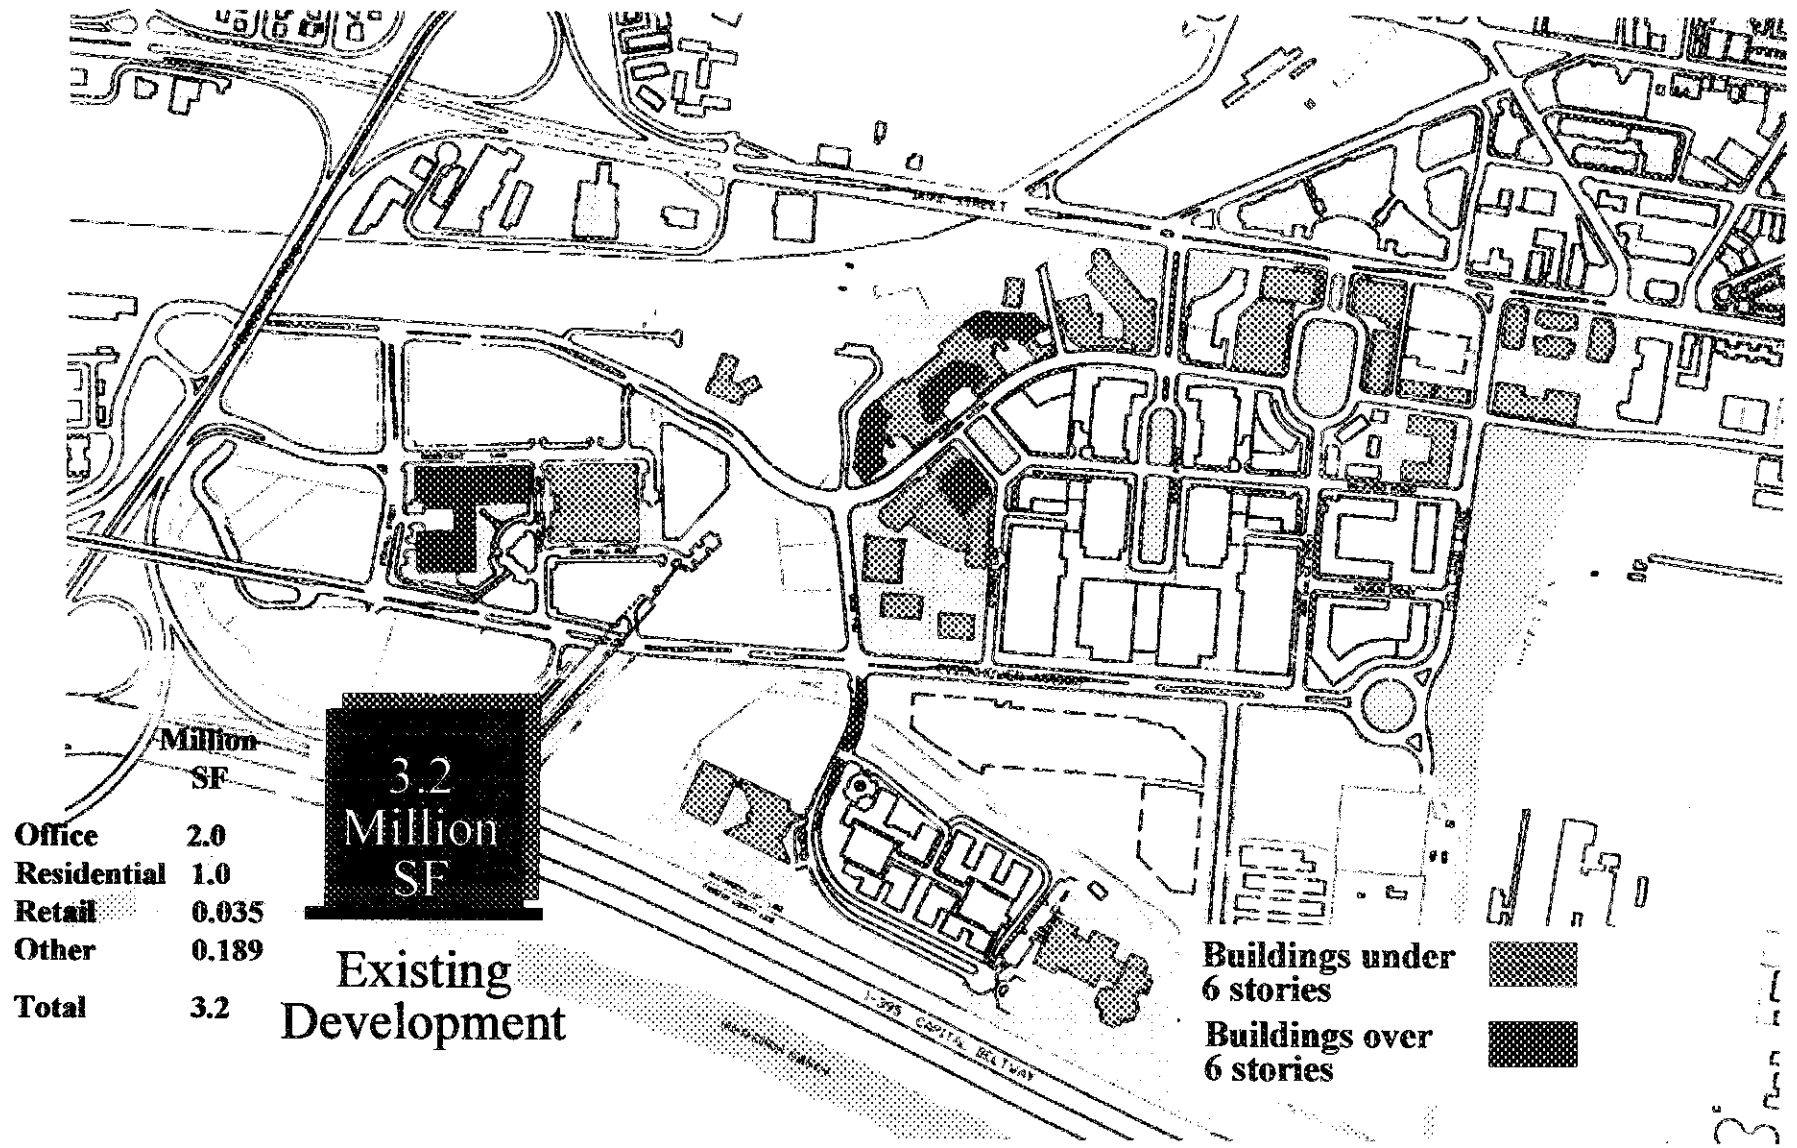 Million
SF
Office 2.0
Residential 1.0
Retail 0.035
Other 0.189
Total 3.2
3.2
Million
SF
Existing
Development
STREET
CAPITAL BELTWAY
Buildings under
6 stories
Buildings over
6 stories